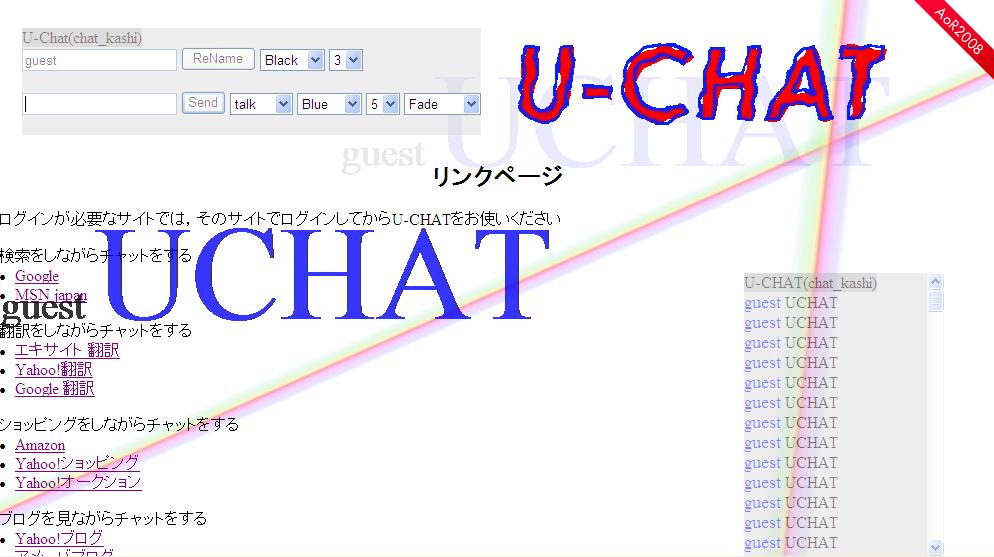 AoR2008
U-Chat(chat_kashi)
guest ReName Black 3
Send talk Blue 5 Fade
U-CHAT
guest UCHAT
リンクページ
ログインが必要なサイトでは，そのサイトでログインしてからU-CHATをお使いください
guest UCHAT
検索をしながらチャットをする
Google
MSN japan
翻訳をしながらチャットをする
エキサイト 翻訳
Yahoo!翻訳
Google 翻訳
ショッピングをしながらチャットをする
Amazon
Yahoo!ショッピング
Yahoo!オークション
ブログを見ながらチャットをする
Yahoo!ブログ
アメーバブログ
U-CHAT(chat_kashi)
guest UCHAT
guest UCHAT
guest UCHAT
guest UCHAT
guest UCHAT
guest UCHAT
guest UCHAT
guest UCHAT
guest UCHAT
guest UCHAT
guest UCHAT
guest UCHAT
guest UCHAT